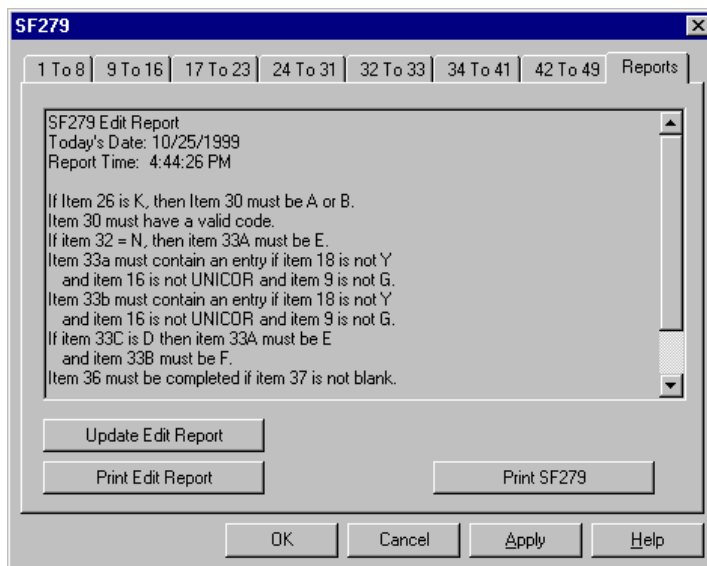 SF279
1 To 8 9 To 16 17 To 23 24 To 31 32 To 33 34 To 41 42 To 49 Reports
SF279 Edit Report
Today's Date: 10/25/1999
Report Time: 4:44:26 PM
If Item 26 is K, then Item 30 must be A or B.
Item 30 must have a valid code.
If item 32 = N, then item 33A must be E.
Item 33a must contain an entry if item 18 is not Y
and item 16 is not UNICOR and item 9 is not G.
Item 33b must contain an entry if item 18 is not Y
and item 16 is not UNICOR and item 9 is not G.
If item 33C is D then item 33A must be E
and item 33B must be F.
Item 36 must be completed if item 37 is not blank.
Update Edit Report
Print Edit Report Print SF279
OK Cancel Apply Help